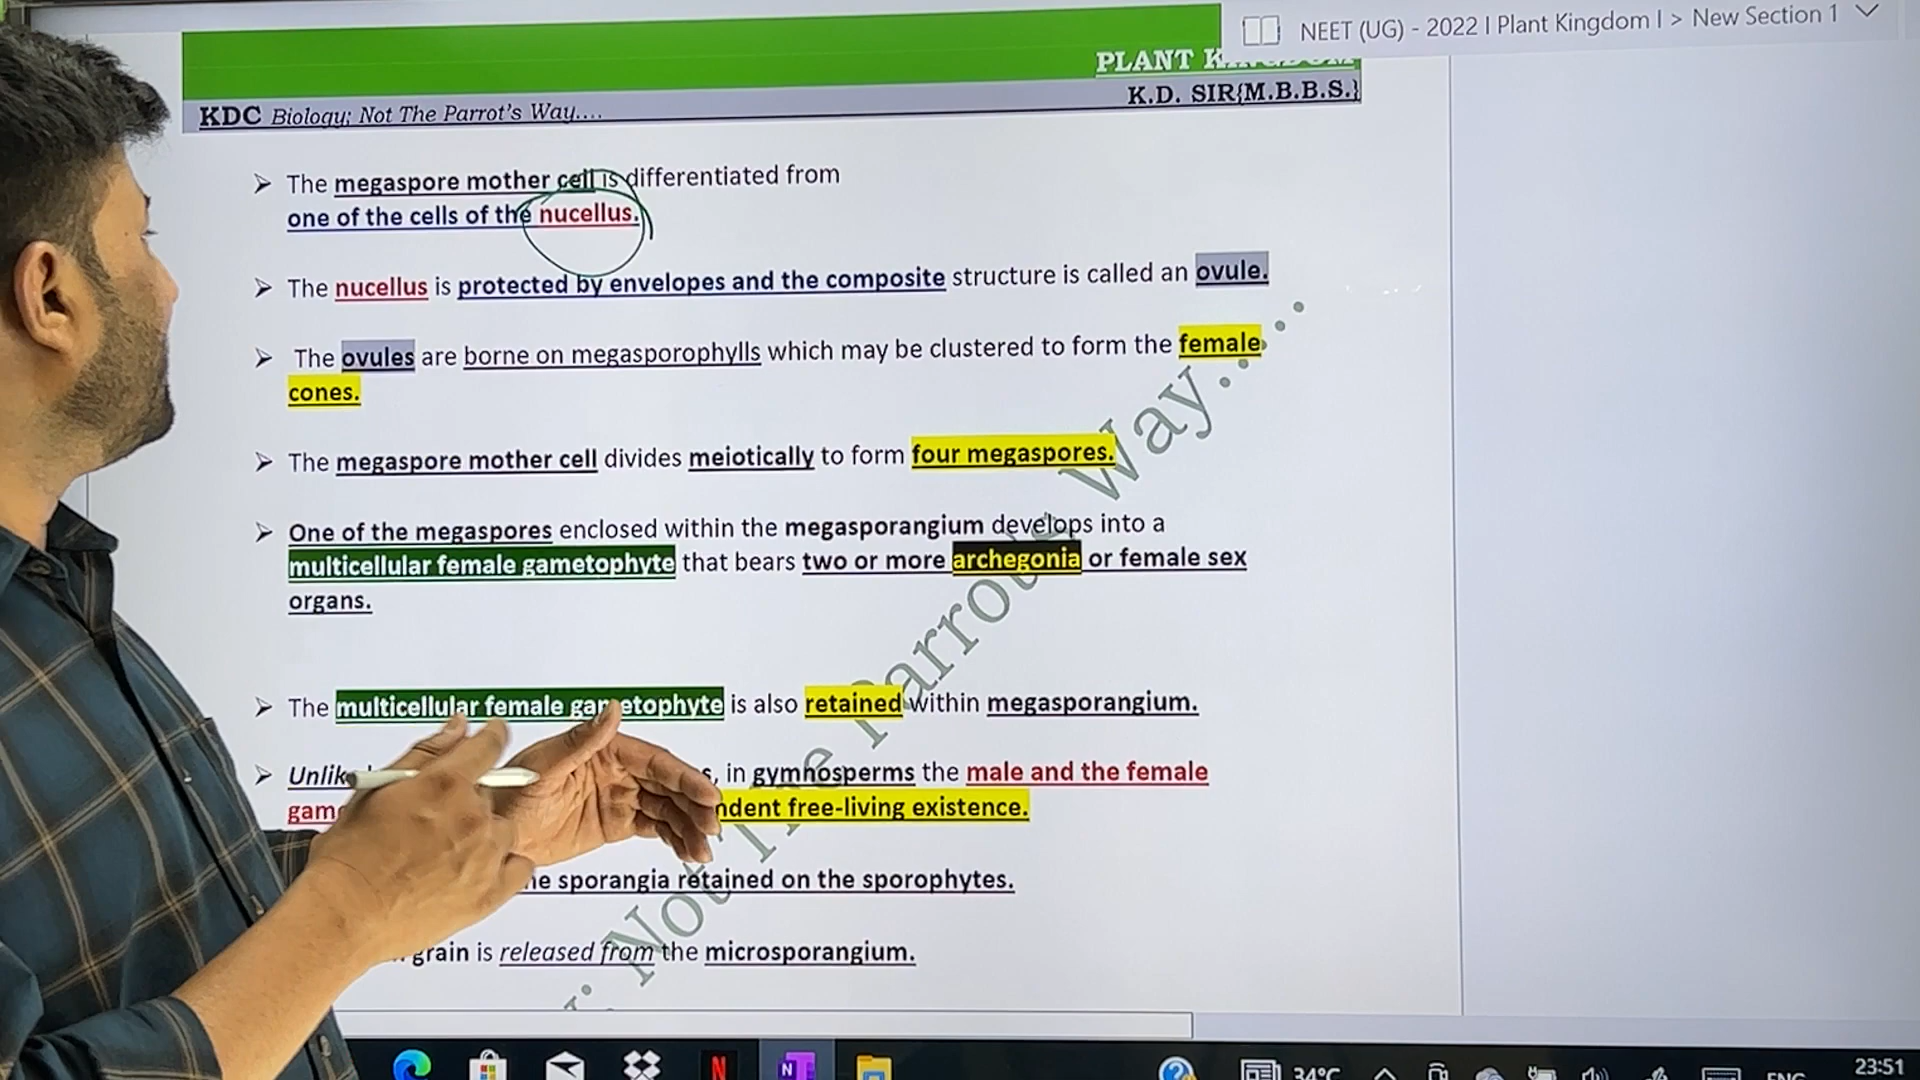 NEET (UG) - 2022 I Plant Kingdom I > New Section 1
PLANT
K.D. SIR{M.B.B.S.}
KDC Biology; Not The Parrot's Way....
➢ The megaspore mother cell is differentiated from
one of the cells of the nucellus.
➢ The nucellus is protected by envelopes and the composite structure is called an ovule.
➢ The ovules are borne on megasporophylls which may be clustered to form the female
cones.
➢ The megaspore mother cell divides meiotically to form four megaspores.
➢ One of the megaspores enclosed within the megasporangium develops into a
multicellular female gametophyte that bears two or more archegonia or female sex
organs.
➢ The multicellular female gametophyte is also retained within megasporangium.
➢ in gymnosperms the male and the female
free-living existence.
sporangia retained on the sporophytes.
grain is released from the microsporangium.
Not The Parrot's Way.....
34°C
ENG
23:51